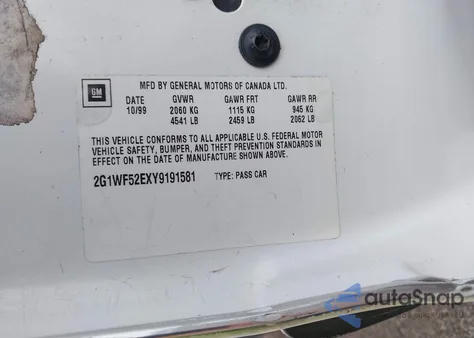 GM
MFD BY GENERAL MOTORS OF CANADA LTD.
DATE GVWR GAWR FRT GAWR RR
10/99 2060 KG 1115 KG 945 KG
4541 LB 2459 LB 2062 LB
THIS VEHICLE CONFORMS TO ALL APPLICABLE U.S. FEDERAL MOTOR
VEHICLE SAFETY, BUMPER, AND THEFT PREVENTION STANDARDS IN
EFFECT ON THE DATE OF MANUFACTURE SHOWN ABOVE.
2G1WF52EXY9191581 TYPE: PASS CAR
autoSnap